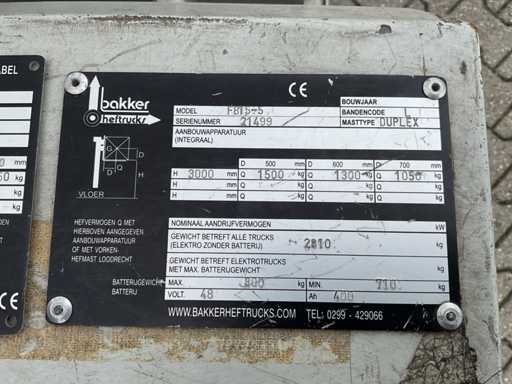 ABEL
mm
kg
kg
kg
kg
bakker
heftrucks
CE
MODEL FB15-5
SERIENUMMER 21499
AANBOUWAPPARATUUR
(INTEGRAAL)
BOUWJAAR
BANDENCODE L
MASTTYPE DUPLEX
G D
Q H
H
VLOER
D 500 mm D 600 mm D 700 mm
H 3000 mm Q 1500 kg Q 1300 kg Q 1050 kg
H mm Q kg Q kg Q kg
H mm Q kg Q kg Q kg
HEFVERMOGEN Q MET
HIERBOVEN AANGEGEVEN
AANBOUWAPPARATUUR
OF MET VORKEN-
HEFMAST LOODRECHT
NOMINAAL AANDRIJFVERMOGEN kW
GEWICHT BETREFT ALLE TRUCKS
(ELEKTRO ZONDER BATTERIJ) 2810 kg
GEWICHT BETREFT ELEKTROTRUCKS
MET MAX. BATTERIJGEWICHT kg
BATTERIJGEWICHT MAX. kg MIN. 710 kg
BATTERIJ VOLT. 48 Ah 400
WWW.BAKKERHEFTRUCKS.COM TEL.: 0299 - 429066
CE